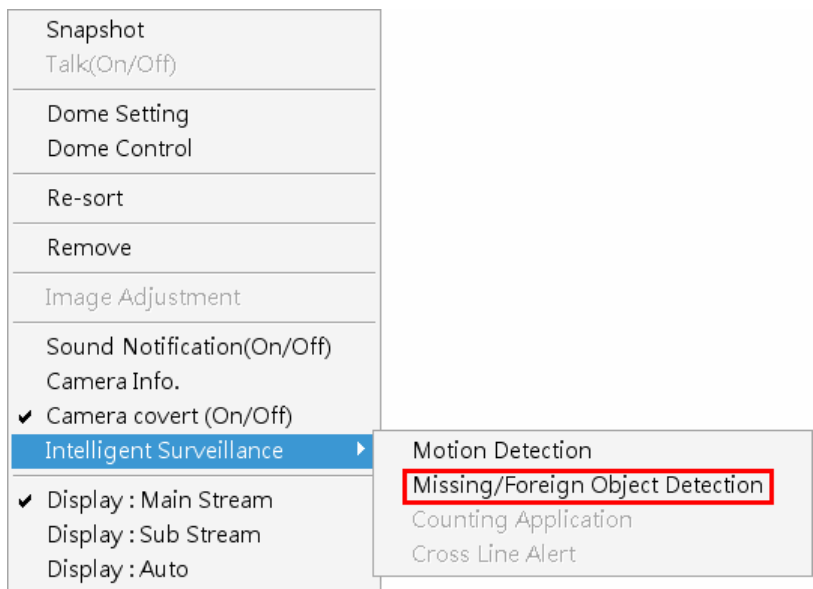 Snapshot
Talk(On/Off)
Dome Setting
Dome Control
Re-sort
Remove
Image Adjustment
Sound Notification(On/Off)
Camera Info.
Camera covert (On/Off)
Intelligent Surveillance
Motion Detection
Missing/Foreign Object Detection
Counting Application
Cross Line Alert
Display : Main Stream
Display : Sub Stream
Display : Auto